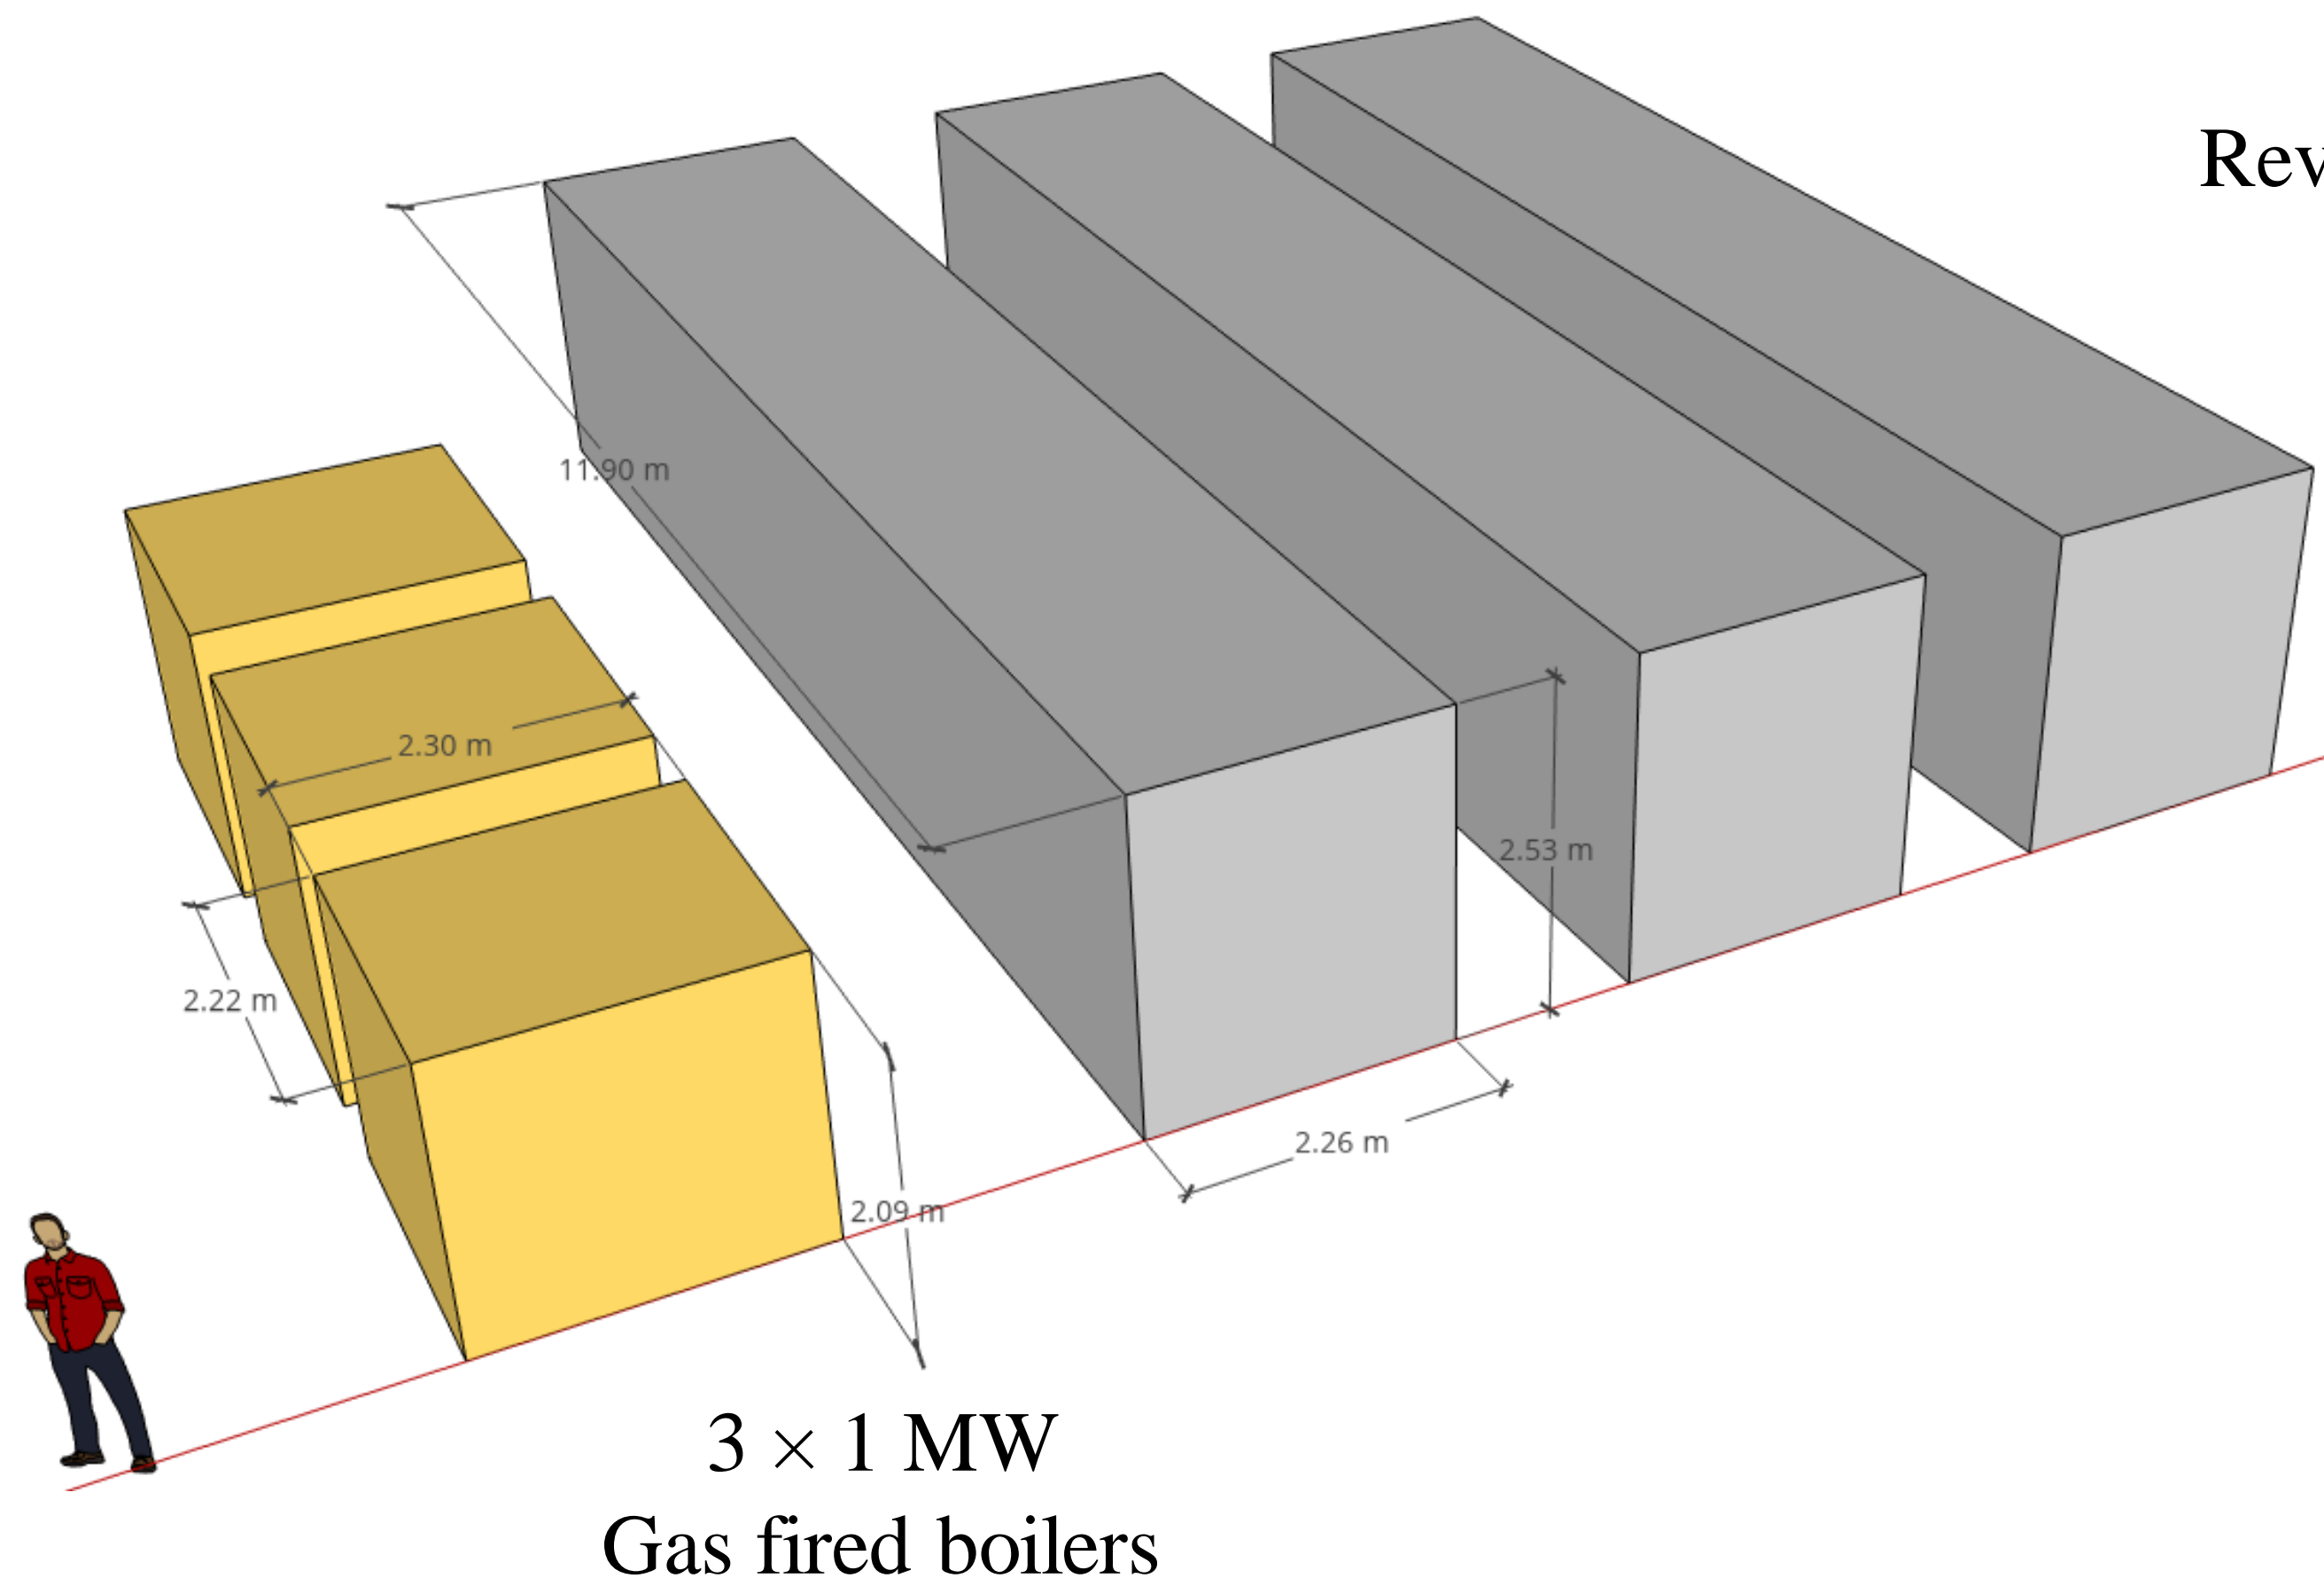 Rev
11.90 m
2.30 m
2.53 m
2.22 m
2.26 m
2.09 m
3 × 1 MW
Gas fired boilers